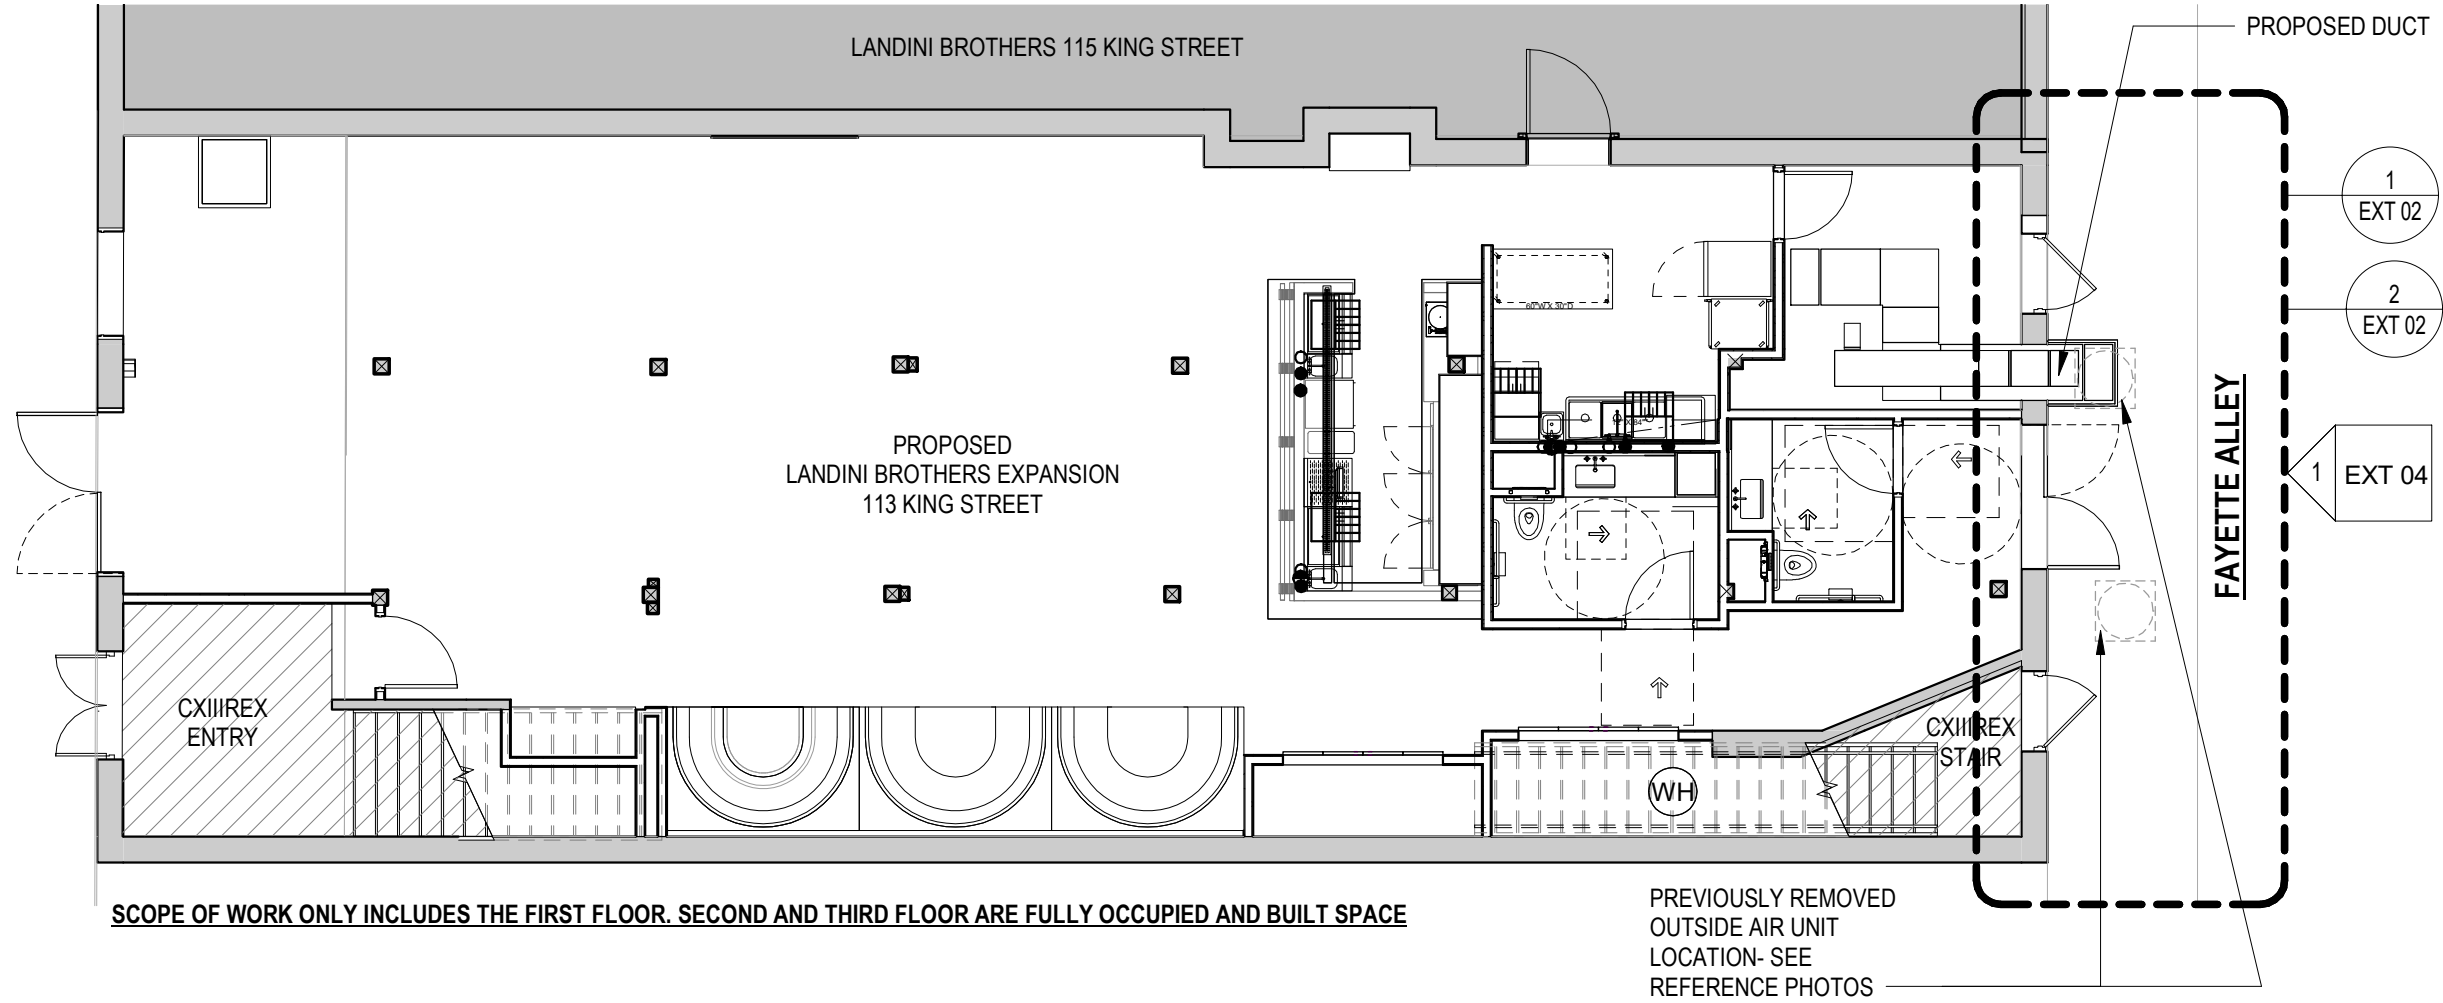 LANDINI BROTHERS 115 KING STREET
PROPOSED DUCT
1
EXT 02
2
EXT 02
60"W X 30"D
PROPOSED
LANDINI BROTHERS EXPANSION
113 KING STREET
FAYETTE ALLEY
1
EXT 04
CXIIIREX
ENTRY
CXIIIREX
STAIR
WH
SCOPE OF WORK ONLY INCLUDES THE FIRST FLOOR. SECOND AND THIRD FLOOR ARE FULLY OCCUPIED AND BUILT SPACE
PREVIOUSLY REMOVED
OUTSIDE AIR UNIT
LOCATION- SEE
REFERENCE PHOTOS